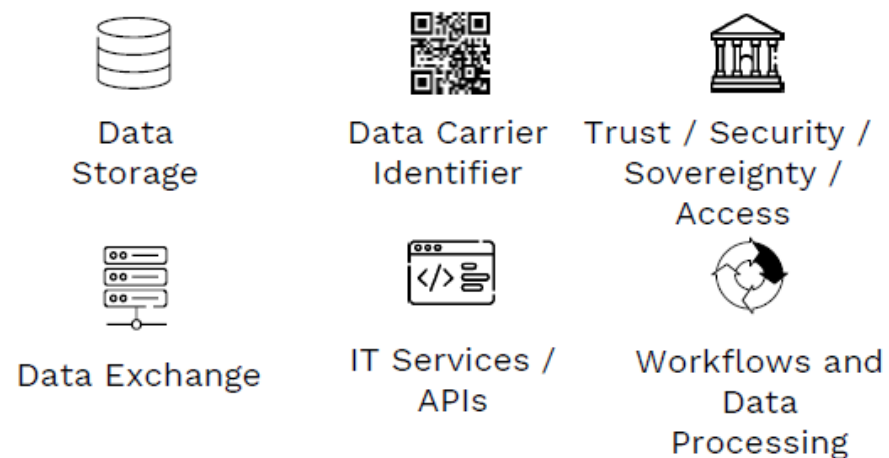 Data
Storage
Data Carrier
Identifier
Trust / Security /
Sovereignty /
Access
Data Exchange
IT Services /
APIs
Workflows and
Data
Processing